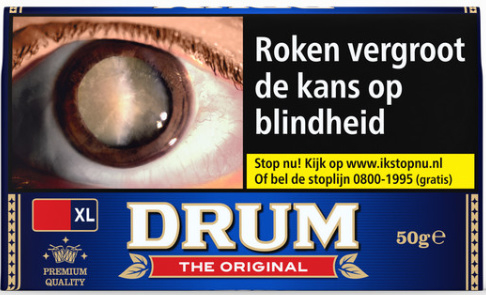 Roken vergroot
de kans op
blindheid
Stop nu! Kijk op www.ikstopnu.nl
Of bel de stoplijn 0800-1995 (gratis)
XL
DRUM
50g℮
THE ORIGINAL
PREMIUM
QUALITY